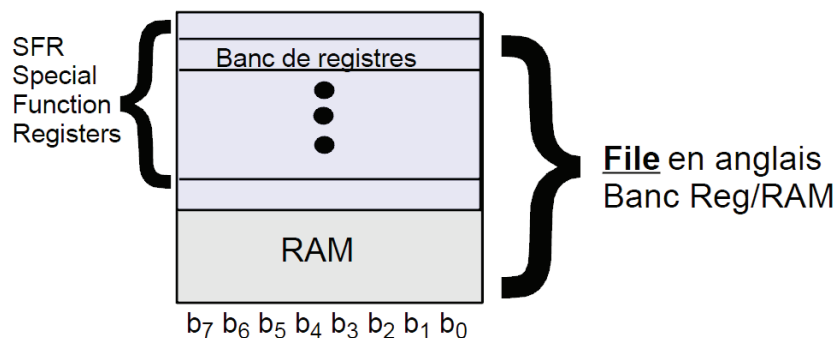 SFR
Special
Function
Registers
Banc de registres
RAM
File en anglais
Banc Reg/RAM
b7 b6 b5 b4 b3 b2 b1 b0